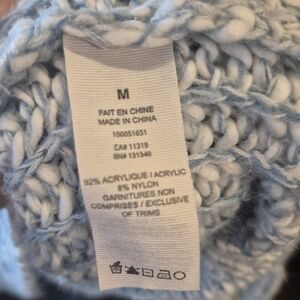 M
FAIT EN CHINE
MADE IN CHINA
100051651
CA# 11319
RN# 131540
92% ACRYLIQUE / ACRYLIC
8% NYLON
GARNITURES NON
COMPRISES / EXCLUSIVE
OF TRIMS